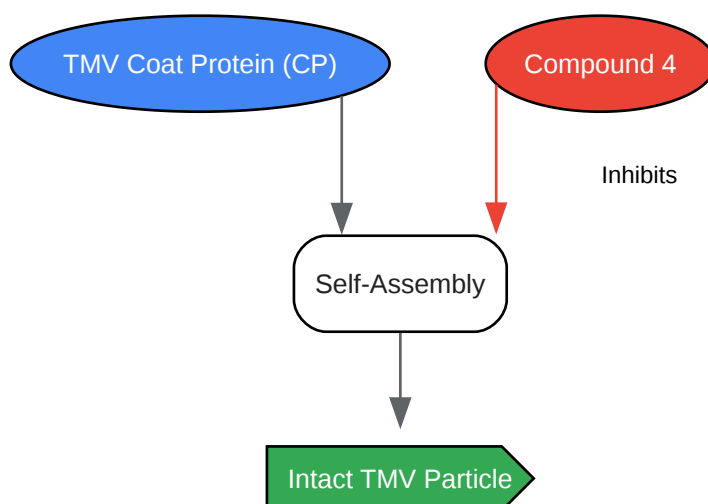 TMV Coat Protein (CP)
Compound 4
Inhibits
Self-Assembly
Intact TMV Particle